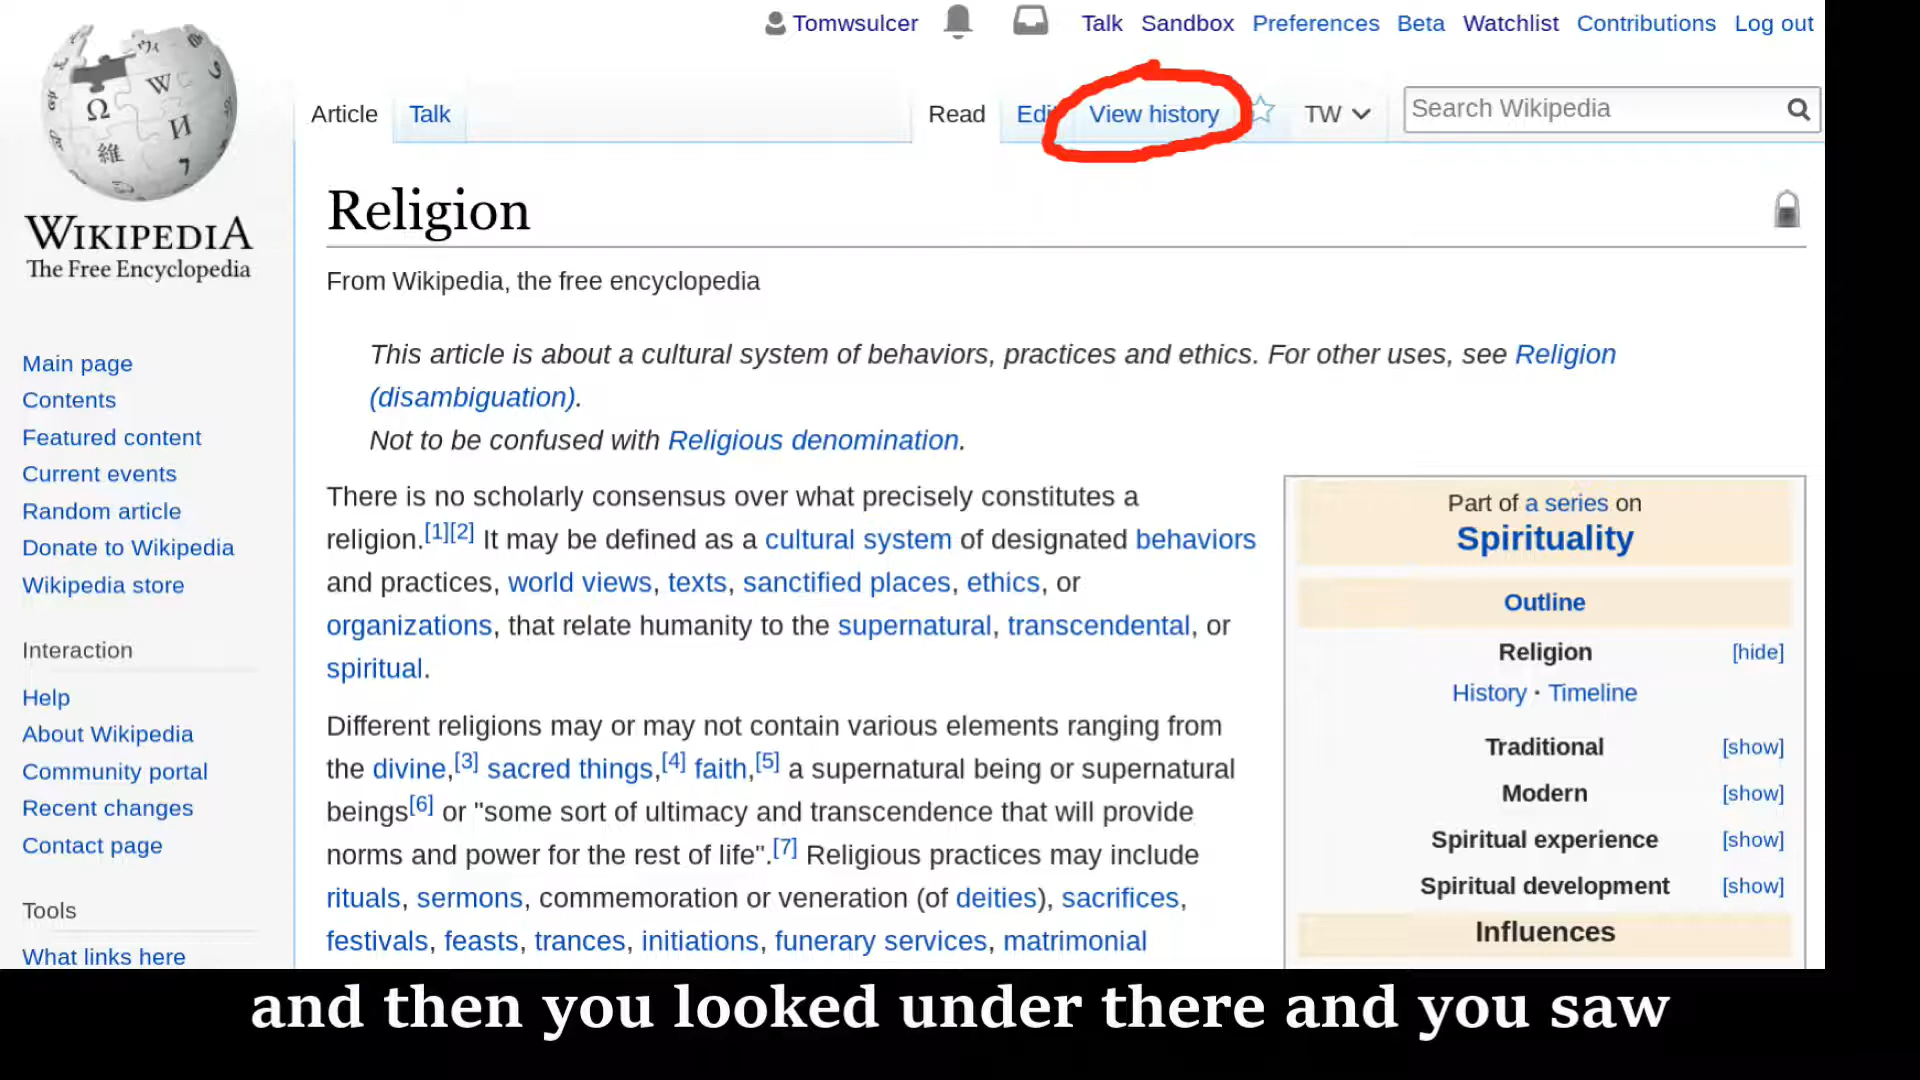 Tomwsulcer Talk Sandbox Preferences Beta Watchlist Contributions Log out
Article Talk Read Edi View history TW Search Wikipedia
Ω W И 維 7
WIKIPEDIA
The Free Encyclopedia
Main page
Contents
Featured content
Current events
Random article
Donate to Wikipedia
Wikipedia store
Interaction
Help
About Wikipedia
Community portal
Recent changes
Contact page
Tools
What links here
Religion
From Wikipedia, the free encyclopedia
This article is about a cultural system of behaviors, practices and ethics. For other uses, see Religion
(disambiguation).
Not to be confused with Religious denomination.
There is no scholarly consensus over what precisely constitutes a
religion.[1][2] It may be defined as a cultural system of designated behaviors
and practices, world views, texts, sanctified places, ethics, or
organizations, that relate humanity to the supernatural, transcendental, or
spiritual.
Different religions may or may not contain various elements ranging from
the divine,[3] sacred things,[4] faith,[5] a supernatural being or supernatural
beings[6] or "some sort of ultimacy and transcendence that will provide
norms and power for the rest of life".[7] Religious practices may include
rituals, sermons, commemoration or veneration (of deities), sacrifices,
festivals, feasts, trances, initiations, funerary services, matrimonial
Part of a series on
Spirituality
Outline
Religion [hide]
History · Timeline
Traditional [show]
Modern [show]
Spiritual experience [show]
Spiritual development [show]
Influences
and then you looked under there and you saw